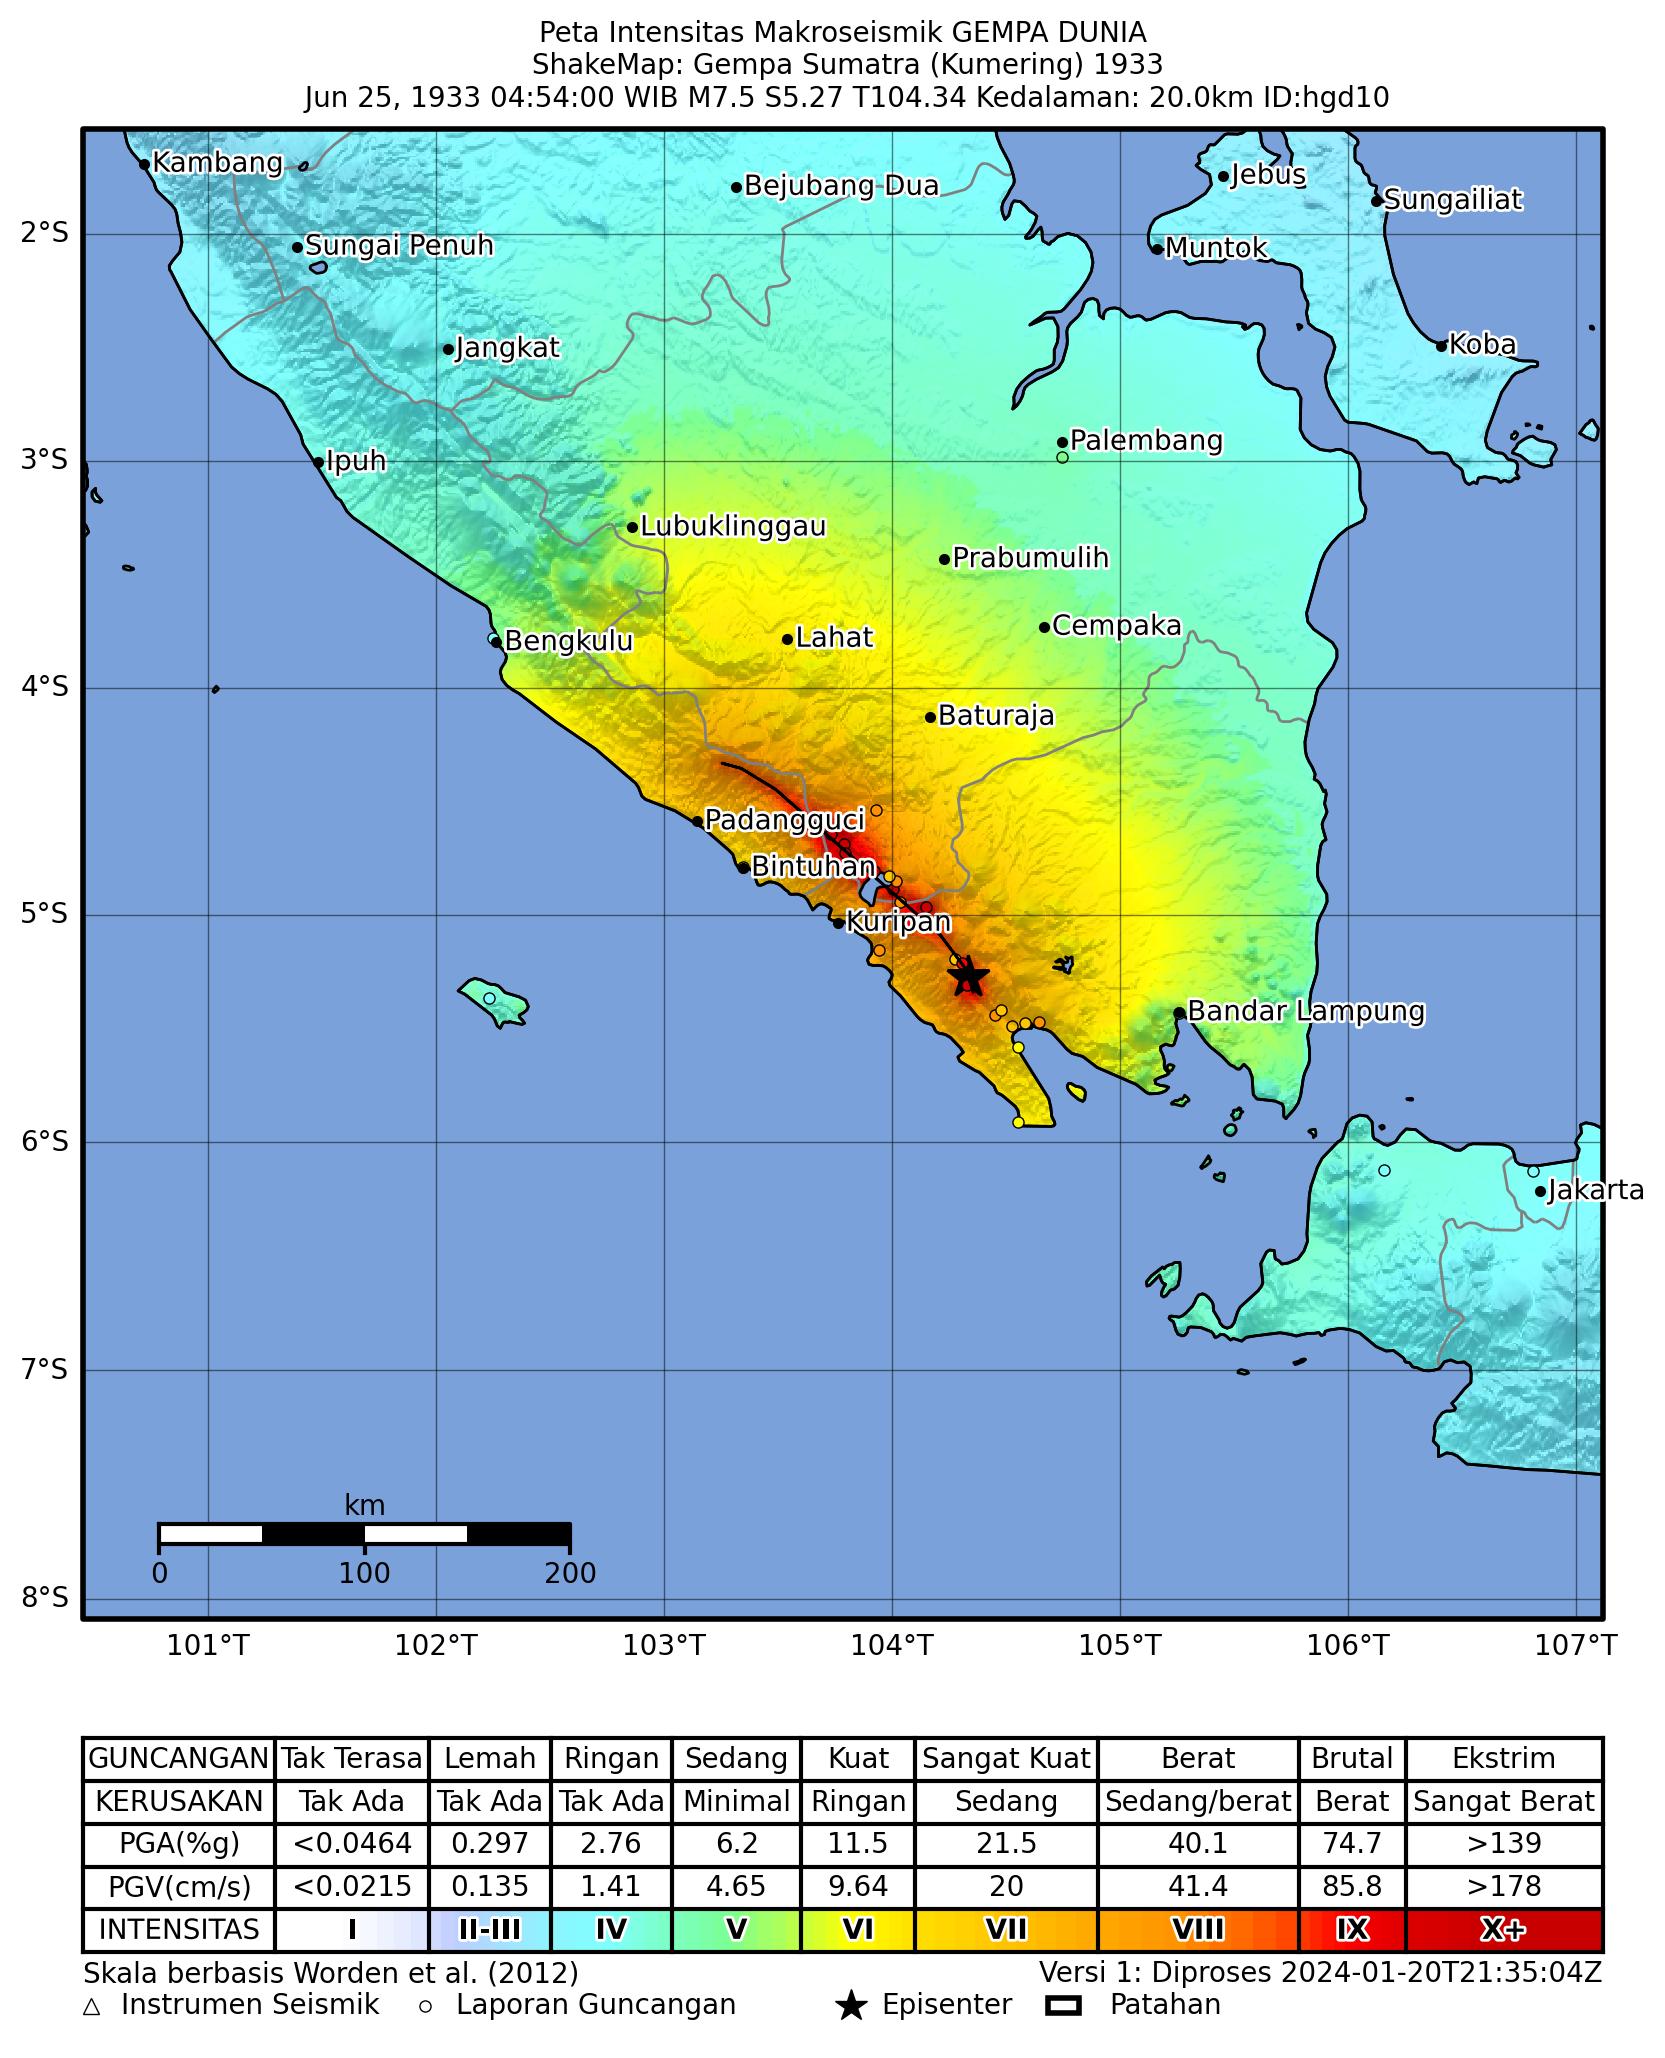 Peta Intensitas Makroseismik GEMPA DUNIA
ShakeMap: Gempa Sumatra (Kumering) 1933
Jun 25, 1933 04:54:00 WIB M7.5 S5.27 T104.34 Kedalaman: 20.0km ID:hgd10
Kambang
Bejubang Dua
Jebus
Sungailiat
2°S
Sungai Penuh
Muntok
Jangkat
Koba
Palembang
3°S
Ipuh
Lubuklinggau
Prabumulih
Cempaka
Bengkulu
Lahat
4°S
Baturaja
Padangguci
Bintuhan
5°S
Kuripan
Bandar Lampung
6°S
Jakarta
7°S
km
0 100 200
8°S
101°T 102°T 103°T 104°T 105°T 106°T 107°T
GUNCANGAN Tak Terasa Lemah Ringan Sedang Kuat Sangat Kuat Berat Brutal Ekstrim
KERUSAKAN Tak Ada Tak Ada Tak Ada Minimal Ringan Sedang Sedang/berat Berat Sangat Berat
PGA(%g) <0.0464 0.297 2.76 6.2 11.5 21.5 40.1 74.7 >139
PGV(cm/s) <0.0215 0.135 1.41 4.65 9.64 20 41.4 85.8 >178
INTENSITAS I II-III IV V VI VII VIII IX X+
Skala berbasis Worden et al. (2012) Versi 1: Diproses 2024-01-20T21:35:04Z
Instrumen Seismik Laporan Guncangan Episenter Patahan